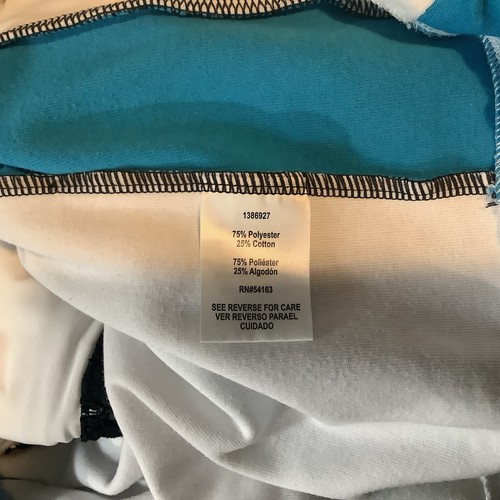 1386927
75% Polyester
25% Cotton
75% Poliéster
25% Algodón
RN#54163
SEE REVERSE FOR CARE
VER REVERSO PARAEL
CUIDADO